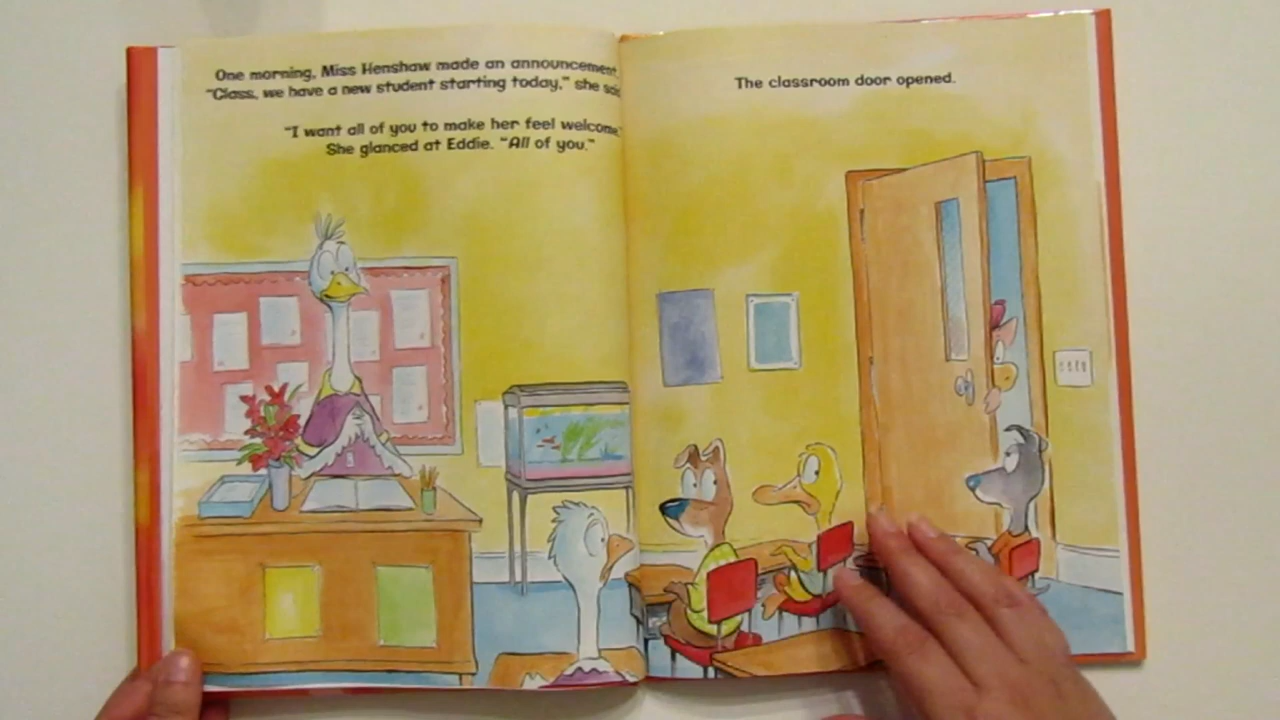 One morning, Miss Henshaw made an announcement.
"Class, we have a new student starting today," she
"I want all of you to make her feel welcome."
She glanced at Eddie. "All of you."
The classroom door opened.